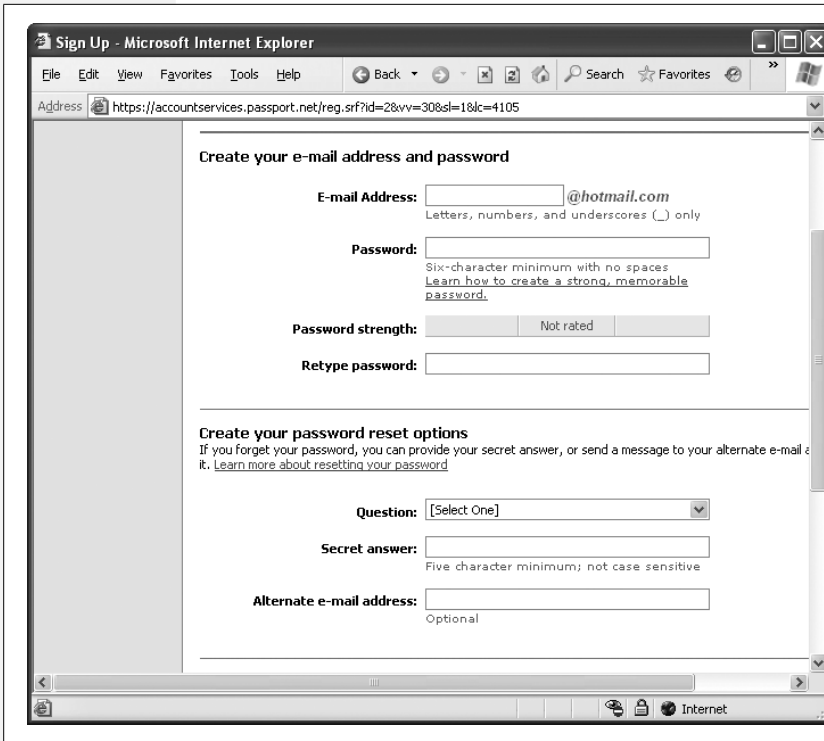 Sign Up - Microsoft Internet Explorer
File Edit View Favorites Tools Help Back Search Favorites »
Address https://accountservices.passport.net/reg.srf?id=2&vv=30&sl=1&lc=4105
Create your e-mail address and password
E-mail Address: @hotmail.com
Letters, numbers, and underscores (_) only
Password:
Six-character minimum with no spaces
Learn how to create a strong, memorable
password.
Password strength: Not rated
Retype password:
Create your password reset options
If you forget your password, you can provide your secret answer, or send a message to your alternate e-mail a
it. Learn more about resetting your password
Question: [Select One]
Secret answer:
Five character minimum; not case sensitive
Alternate e-mail address:
Optional
Internet